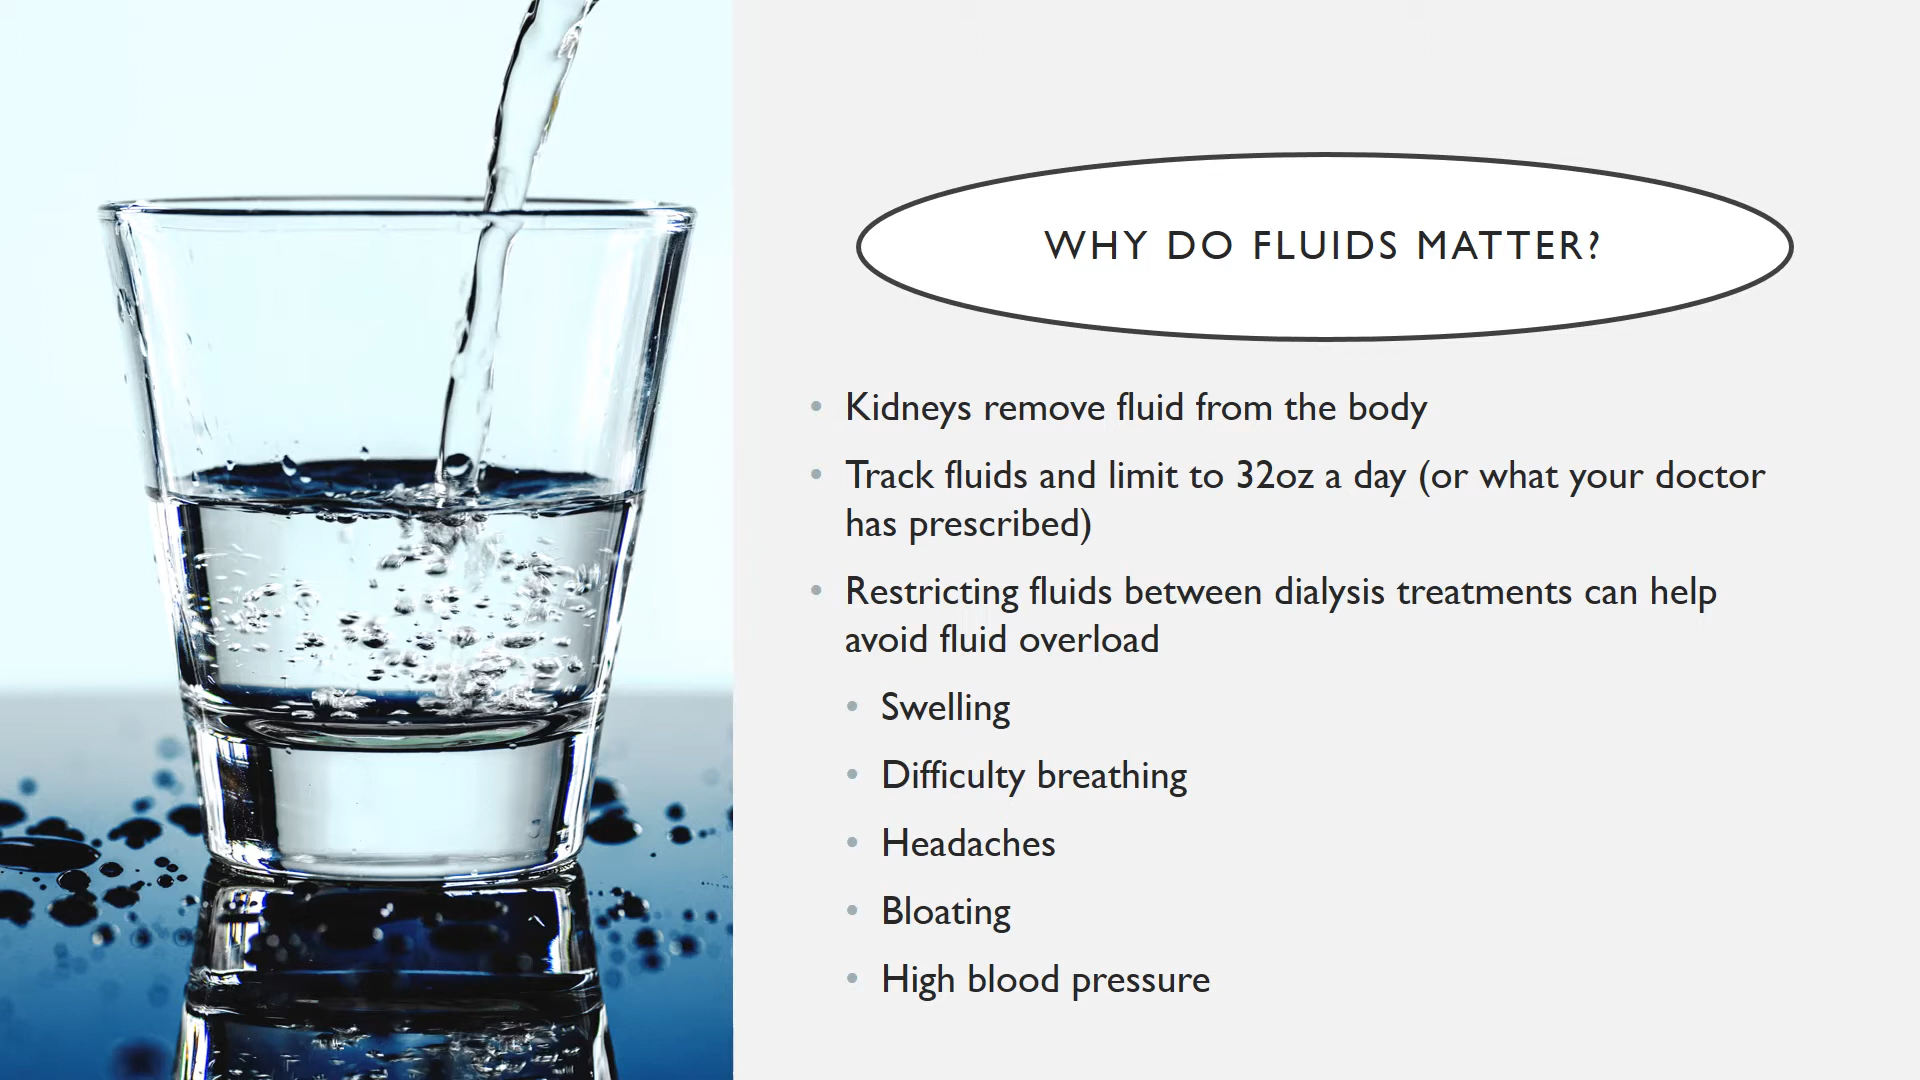 WHY DO FLUIDS MATTER?
• Kidneys remove fluid from the body
• Track fluids and limit to 32oz a day (or what your doctor
has prescribed)
• Restricting fluids between dialysis treatments can help
avoid fluid overload
• Swelling
• Difficulty breathing
• Headaches
• Bloating
• High blood pressure